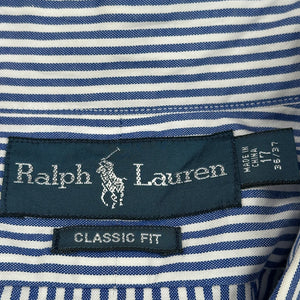 Ralph Lauren
MADE IN
CHINA
17
36/37
CLASSIC FIT